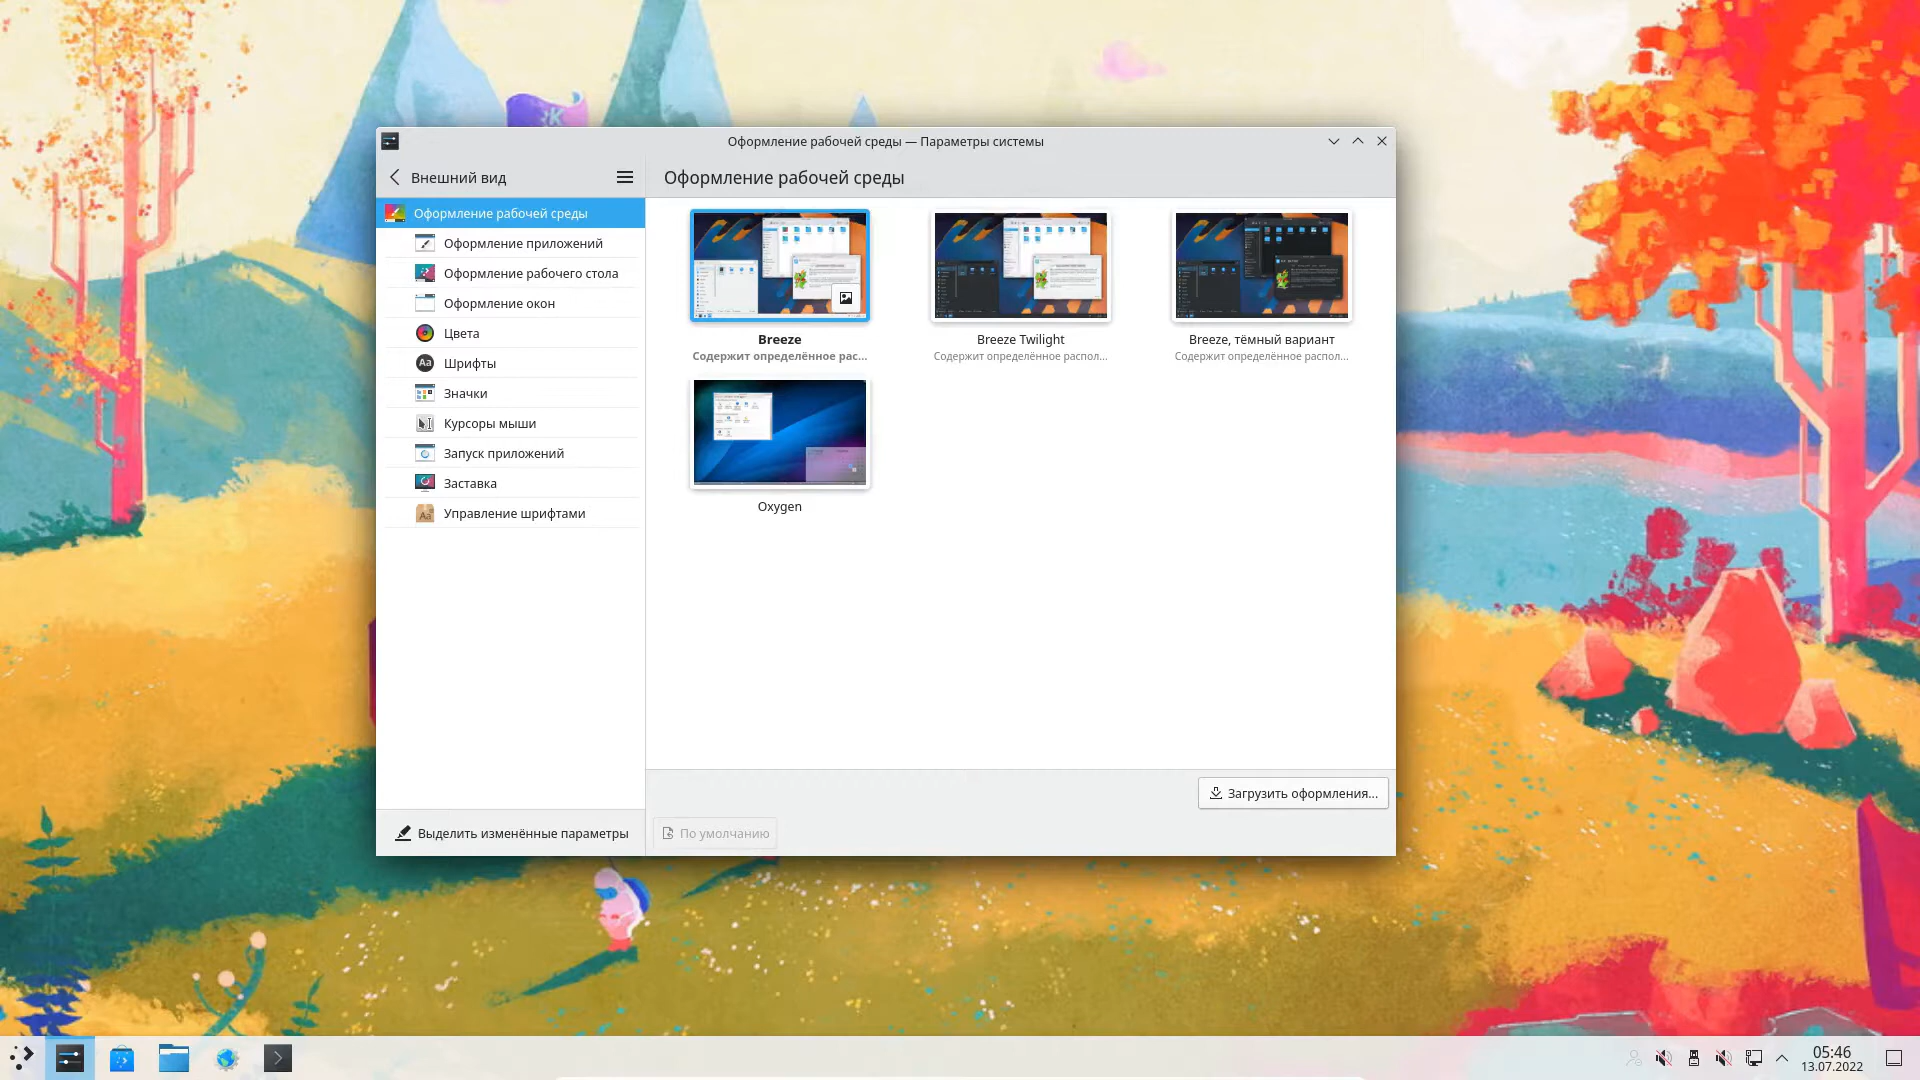 Оформление рабочей среды — Параметры системы
Внешний вид
Оформление рабочей среды
Оформление рабочей среды
Оформление приложений
Оформление рабочего стола
Оформление окон
Цвета
Шрифты
Значки
Курсоры мыши
Запуск приложений
Заставка
Управление шрифтами
Breeze
Содержит определённое рас...
Breeze Twilight
Содержит определённое распол...
Breeze, тёмный вариант
Содержит определённое распол...
Oxygen
Загрузить оформления...
Выделить изменённые параметры
По умолчанию
05:46
13.07.2022